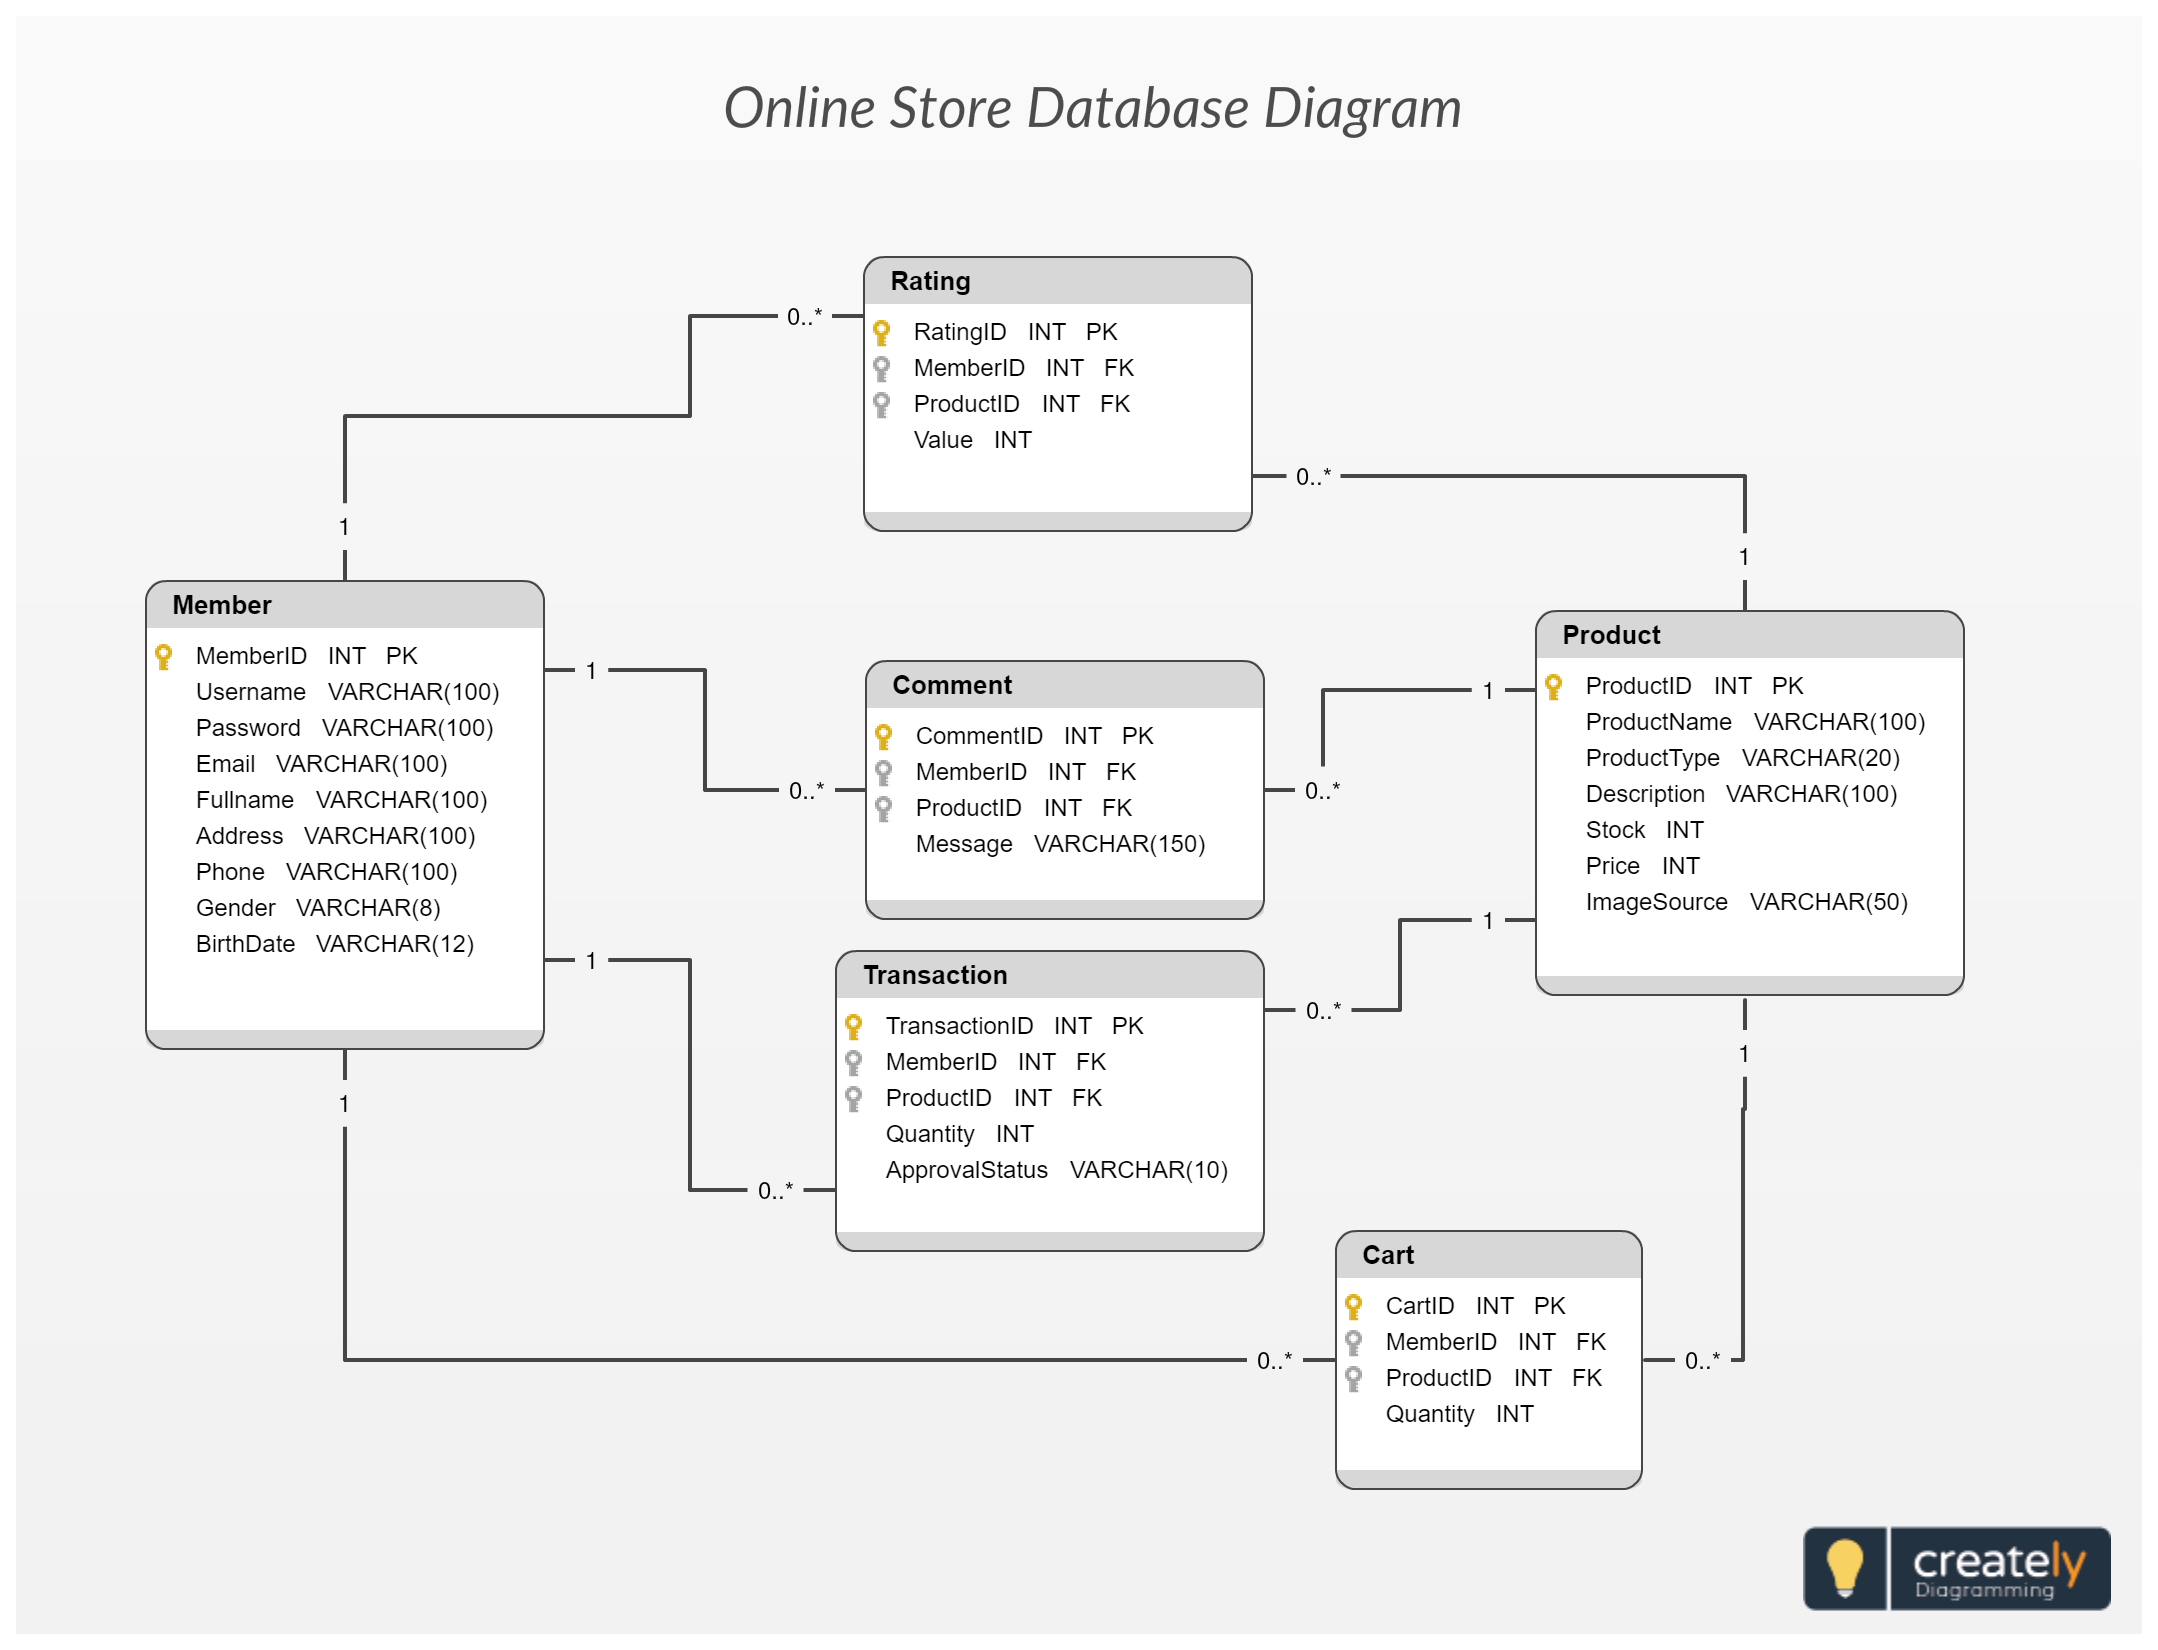 Online Store Database Diagram
Rating
RatingID INT PK
MemberID INT FK
ProductID INT FK
Value INT
0..*
0..*
1
1
Member
MemberID INT PK
Username VARCHAR(100)
Password VARCHAR(100)
Email VARCHAR(100)
Fullname VARCHAR(100)
Address VARCHAR(100)
Phone VARCHAR(100)
Gender VARCHAR(8)
BirthDate VARCHAR(12)
1
0..*
Comment
CommentID INT PK
MemberID INT FK
ProductID INT FK
Message VARCHAR(150)
1
0..*
Product
ProductID INT PK
ProductName VARCHAR(100)
ProductType VARCHAR(20)
Description VARCHAR(100)
Stock INT
Price INT
ImageSource VARCHAR(50)
1
0..*
Transaction
TransactionID INT PK
MemberID INT FK
ProductID INT FK
Quantity INT
ApprovalStatus VARCHAR(10)
1
0..*
1
1
0..*
Cart
CartID INT PK
MemberID INT FK
ProductID INT FK
Quantity INT
0..*
creately
Diagramming